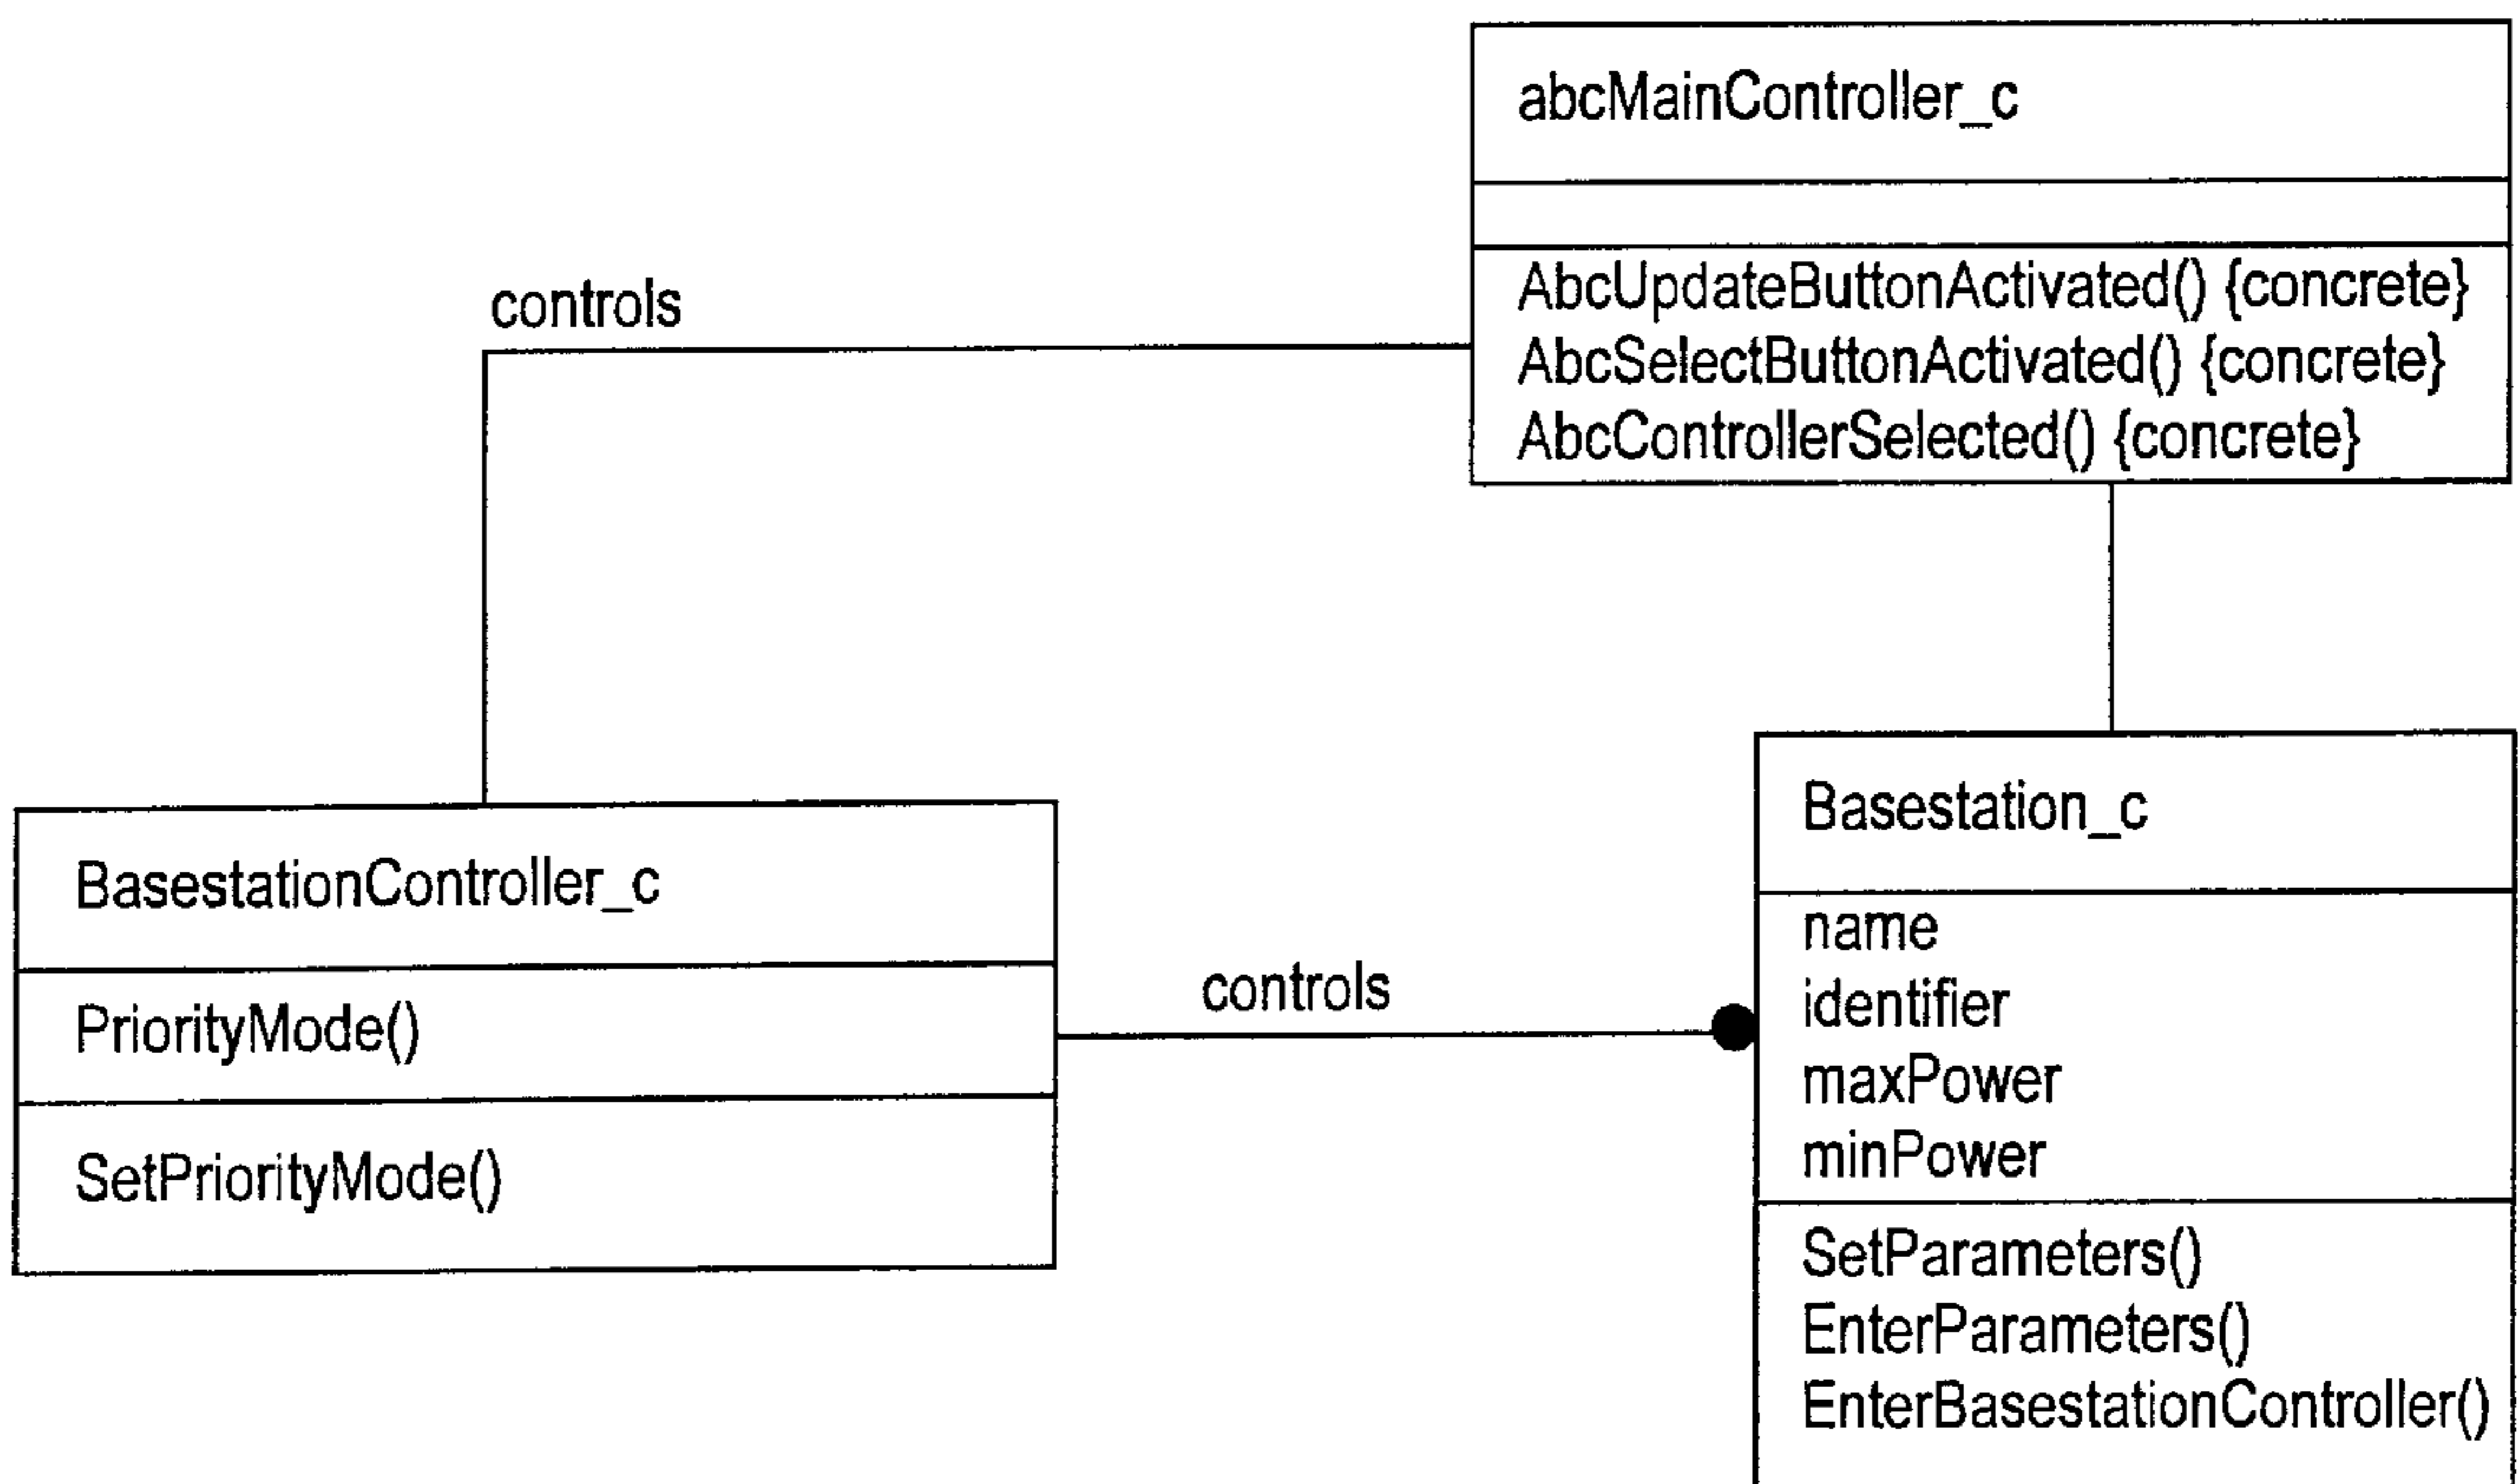 abcMainController_c
AbcUpdateButtonActivated() {concrete}
AbcSelectButtonActivated() {concrete}
AbcControllerSelected() {concrete}
controls
BasestationController_c
PriorityMode()
SetPriorityMode()
controls
Basestation_c
name
identifier
maxPower
minPower
SetParameters()
EnterParameters()
EnterBasestationController()